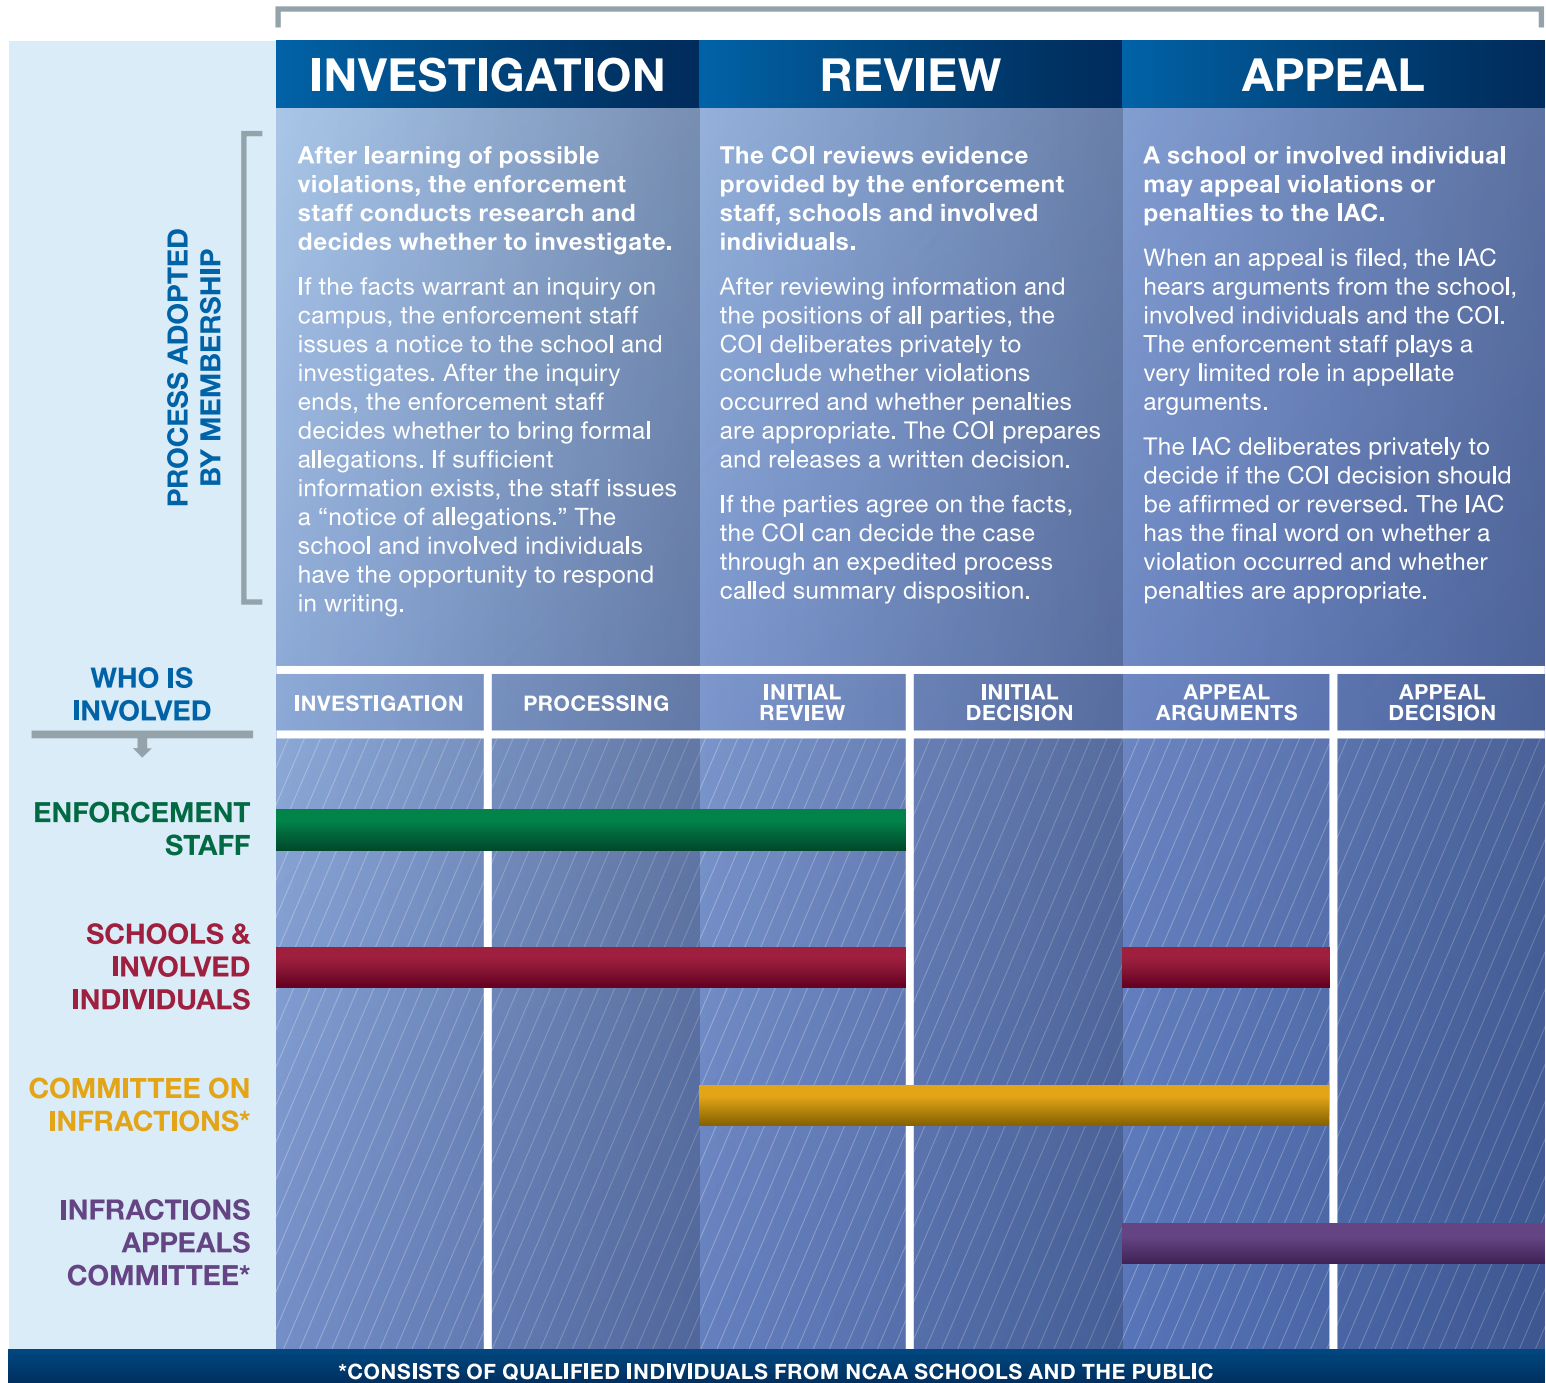 INVESTIGATION
REVIEW
APPEAL
PROCESS ADOPTED
BY MEMBERSHIP
After learning of possible
violations, the enforcement
staff conducts research and
decides whether to investigate.
If the facts warrant an inquiry on
campus, the enforcement staff
issues a notice to the school and
investigates. After the inquiry
ends, the enforcement staff
decides whether to bring formal
allegations. If sufficient
information exists, the staff issues
a “notice of allegations.” The
school and involved individuals
have the opportunity to respond
in writing.
The COI reviews evidence
provided by the enforcement
staff, schools and involved
individuals.
After reviewing information and
the positions of all parties, the
COI deliberates privately to
conclude whether violations
occurred and whether penalties
are appropriate. The COI prepares
and releases a written decision.
If the parties agree on the facts,
the COI can decide the case
through an expedited process
called summary disposition.
A school or involved individual
may appeal violations or
penalties to the IAC.
When an appeal is filed, the IAC
hears arguments from the school,
involved individuals and the COI.
The enforcement staff plays a
very limited role in appellate
arguments.
The IAC deliberates privately to
decide if the COI decision should
be affirmed or reversed. The IAC
has the final word on whether a
violation occurred and whether
penalties are appropriate.
WHO IS
INVOLVED
INVESTIGATION
PROCESSING
INITIAL
REVIEW
INITIAL
DECISION
APPEAL
ARGUMENTS
APPEAL
DECISION
ENFORCEMENT
STAFF
SCHOOLS &
INVOLVED
INDIVIDUALS
COMMITTEE ON
INFRACTIONS*
INFRACTIONS
APPEALS
COMMITTEE*
*CONSISTS OF QUALIFIED INDIVIDUALS FROM NCAA SCHOOLS AND THE PUBLIC